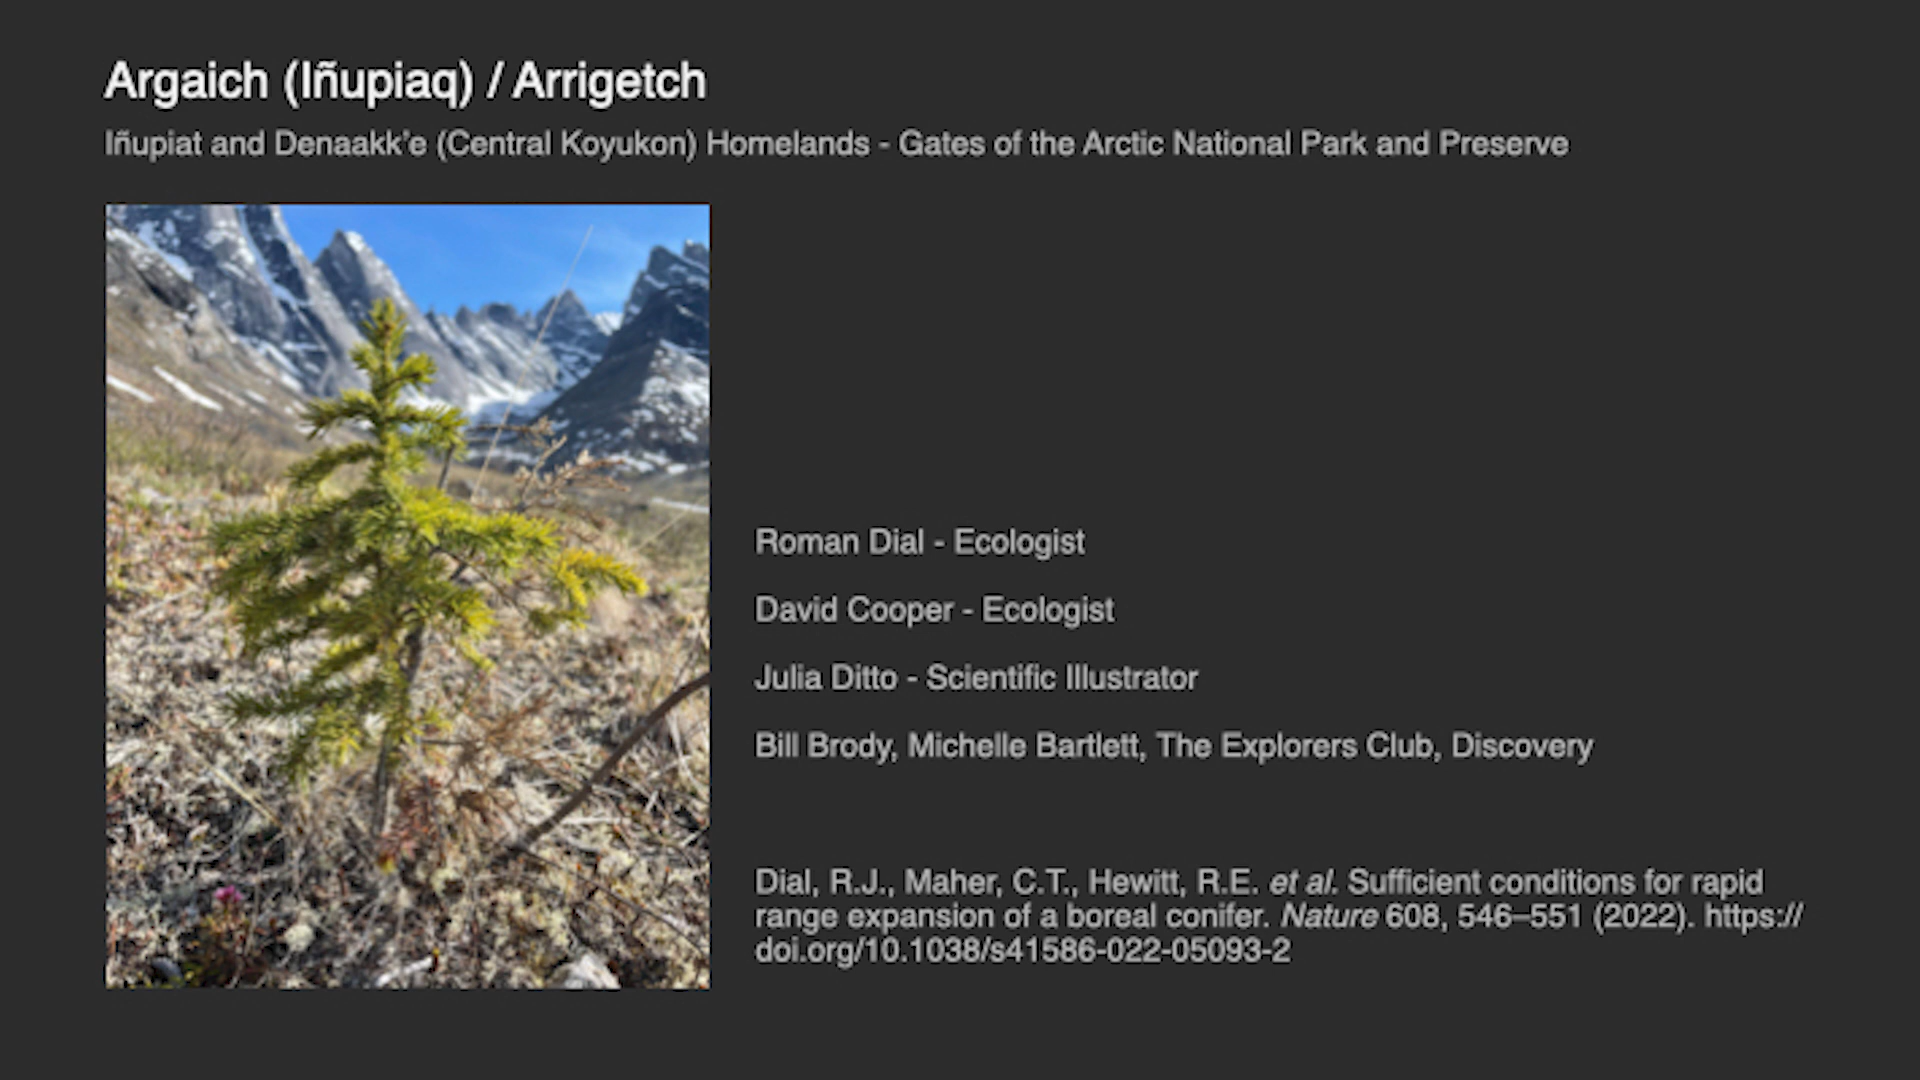 Argaich (Iñupiaq) / Arrigetch
Iñupiat and Denaakk’e (Central Koyukon) Homelands - Gates of the Arctic National Park and Preserve
Roman Dial - Ecologist
David Cooper - Ecologist
Julia Ditto - Scientific Illustrator
Bill Brody, Michelle Bartlett, The Explorers Club, Discovery
Dial, R.J., Maher, C.T., Hewitt, R.E. et al. Sufficient conditions for rapid
range expansion of a boreal conifer. Nature 608, 546–551 (2022). https://
doi.org/10.1038/s41586-022-05093-2